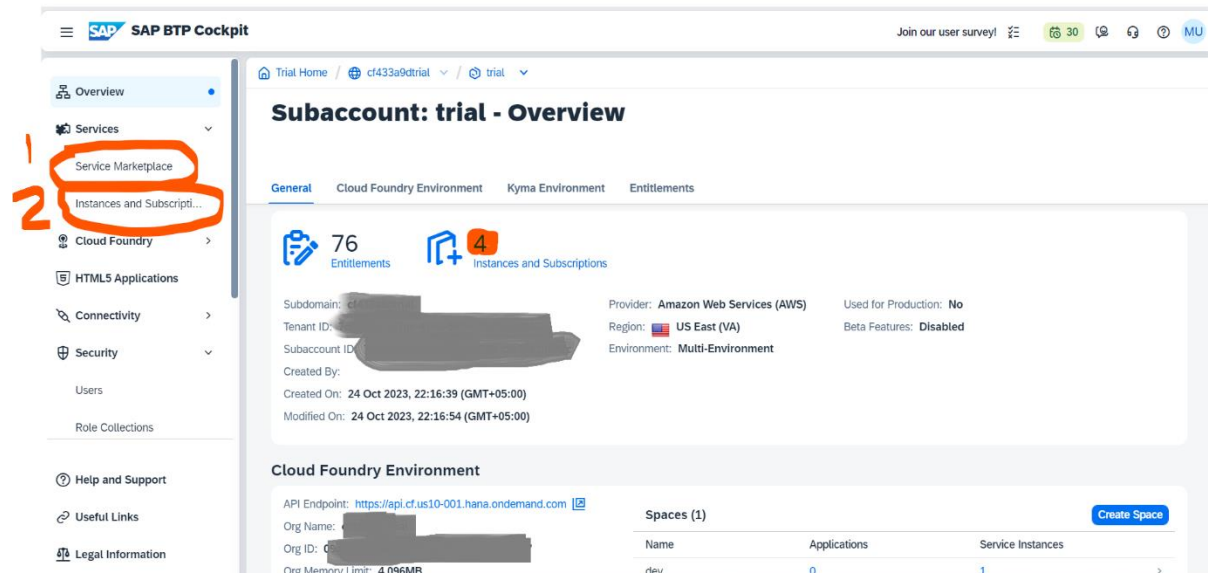 SAP SAP BTP Cockpit
Join our user survey! 30 MU
Trial Home / cf433a9dtrial / trial
Overview
Services
1
Service Marketplace
2
Instances and Subscripti...
Cloud Foundry
HTML5 Applications
Connectivity
Security
Users
Role Collections
Help and Support
Useful Links
Legal Information
Subaccount: trial - Overview
General Cloud Foundry Environment Kyma Environment Entitlements
76 Entitlements
4 Instances and Subscriptions
Subdomain:
Tenant ID:
Subaccount ID
Created By:
Created On: 24 Oct 2023, 22:16:39 (GMT+05:00)
Modified On: 24 Oct 2023, 22:16:54 (GMT+05:00)
Provider: Amazon Web Services (AWS)
Region: US East (VA)
Environment: Multi-Environment
Used for Production: No
Beta Features: Disabled
Cloud Foundry Environment
API Endpoint: https://api.cf.us10-001.hana.ondemand.com
Org Name:
Org ID:
Org Memory Limit: 4,096MB
Spaces (1) Create Space
Name Applications Service Instances
dev 0 1